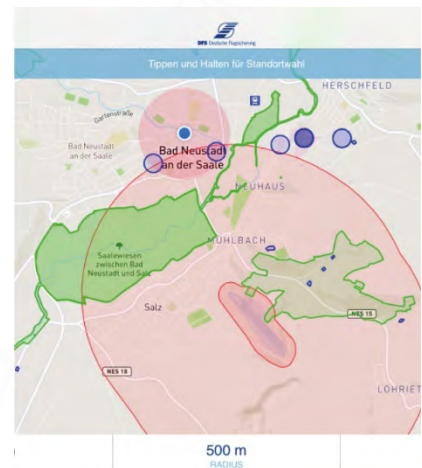 DFS Deutsche Flugsicherung
Tippen und Halten für Standortwahl
HERSCHFELD
Gartenstraße
Bad Neustadt
an der Saale
Bad Neustadt
an der Saale
NEUHAUS
MÜHLBACH
Saalewiesen
zwischen Bad
Neustadt und Salz
Salz
NES 15
NES 18
LOHRIET
500 m
RADIUS